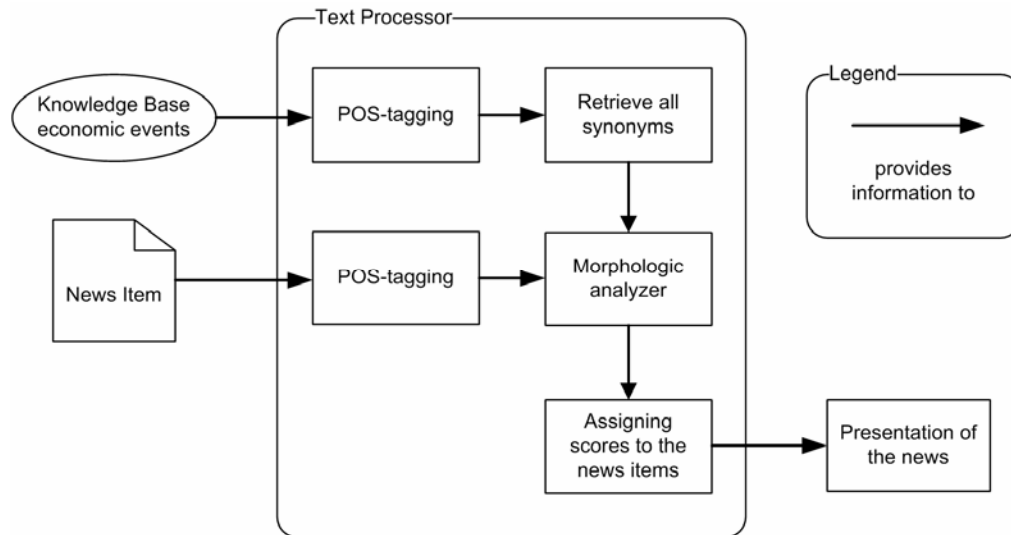 Text Processor
Knowledge Base
economic events
POS-tagging
Retrieve all
synonyms
Legend
provides
information to
News Item
POS-tagging
Morphologic
analyzer
Assigning
scores to the
news items
Presentation of
the news